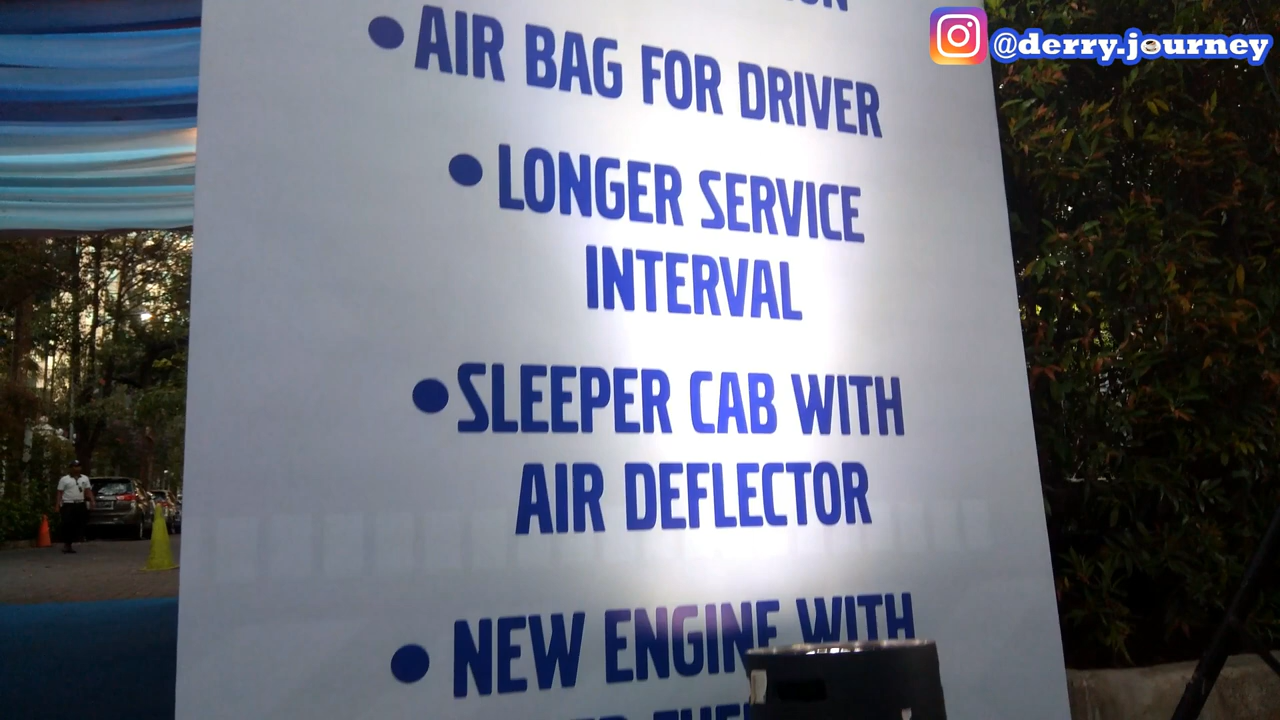 @derry.journey
• AIR BAG FOR DRIVER
• LONGER SERVICE
INTERVAL
• SLEEPER CAB WITH
AIR DEFLECTOR
• NEW ENGINE WITH